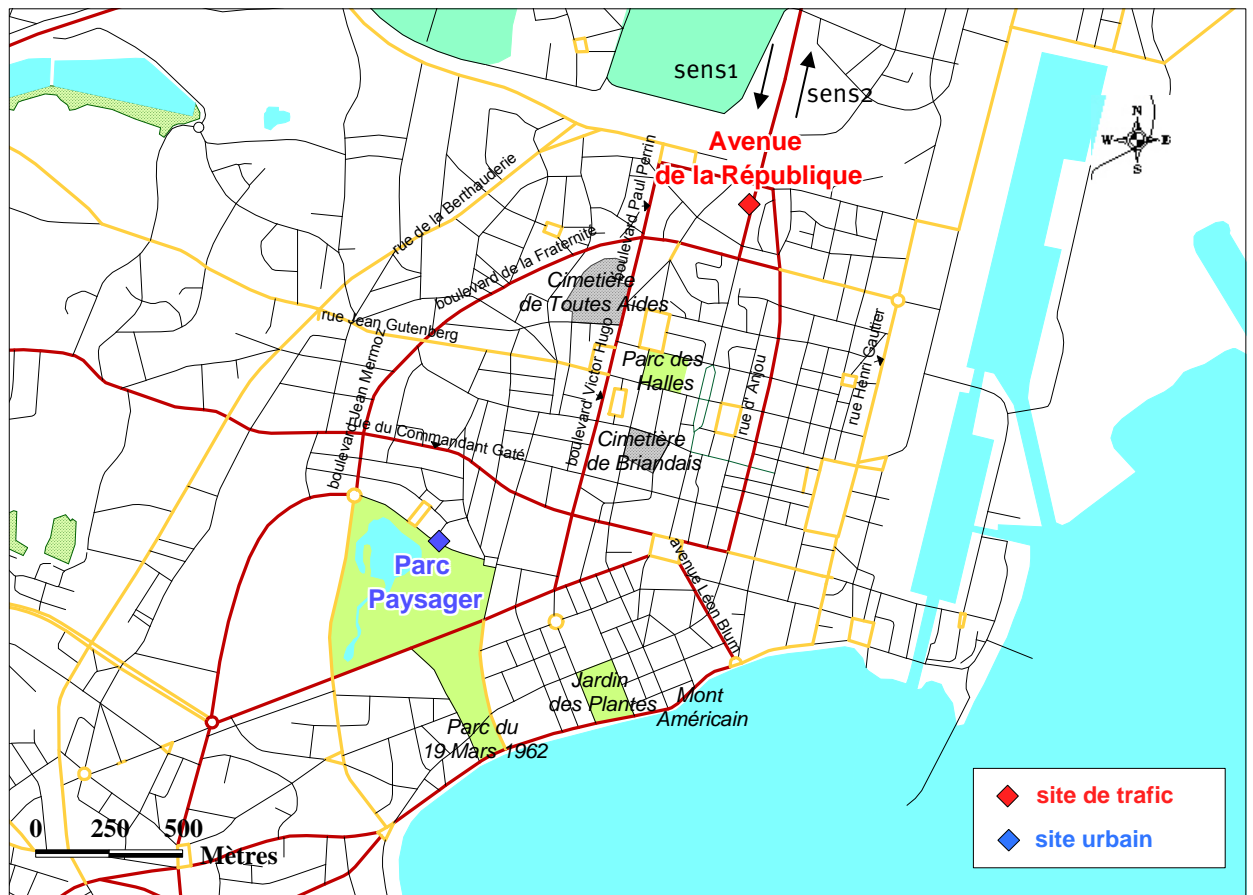 sens1
sens2
N
W E
S
Avenue
de la République
boulevard Paul Perrin
rue de la Berthauderie
boulevard de la Fraternité
Cimetière
de Toutes Aides
rue Jean Gutenberg
boulevard Victor Hugo
Parc des
Halles
rue d' Anjou
rue Henri Gautier
boulevard Jean Mermoz
rue du Commandant Gaté
Cimetière
de Briandais
Parc
Paysager
avenue Léon Blum
Jardin
des Plantes
Mont
Américain
Parc du
19 Mars 1962
0 250 500
Mètres
site de trafic
site urbain